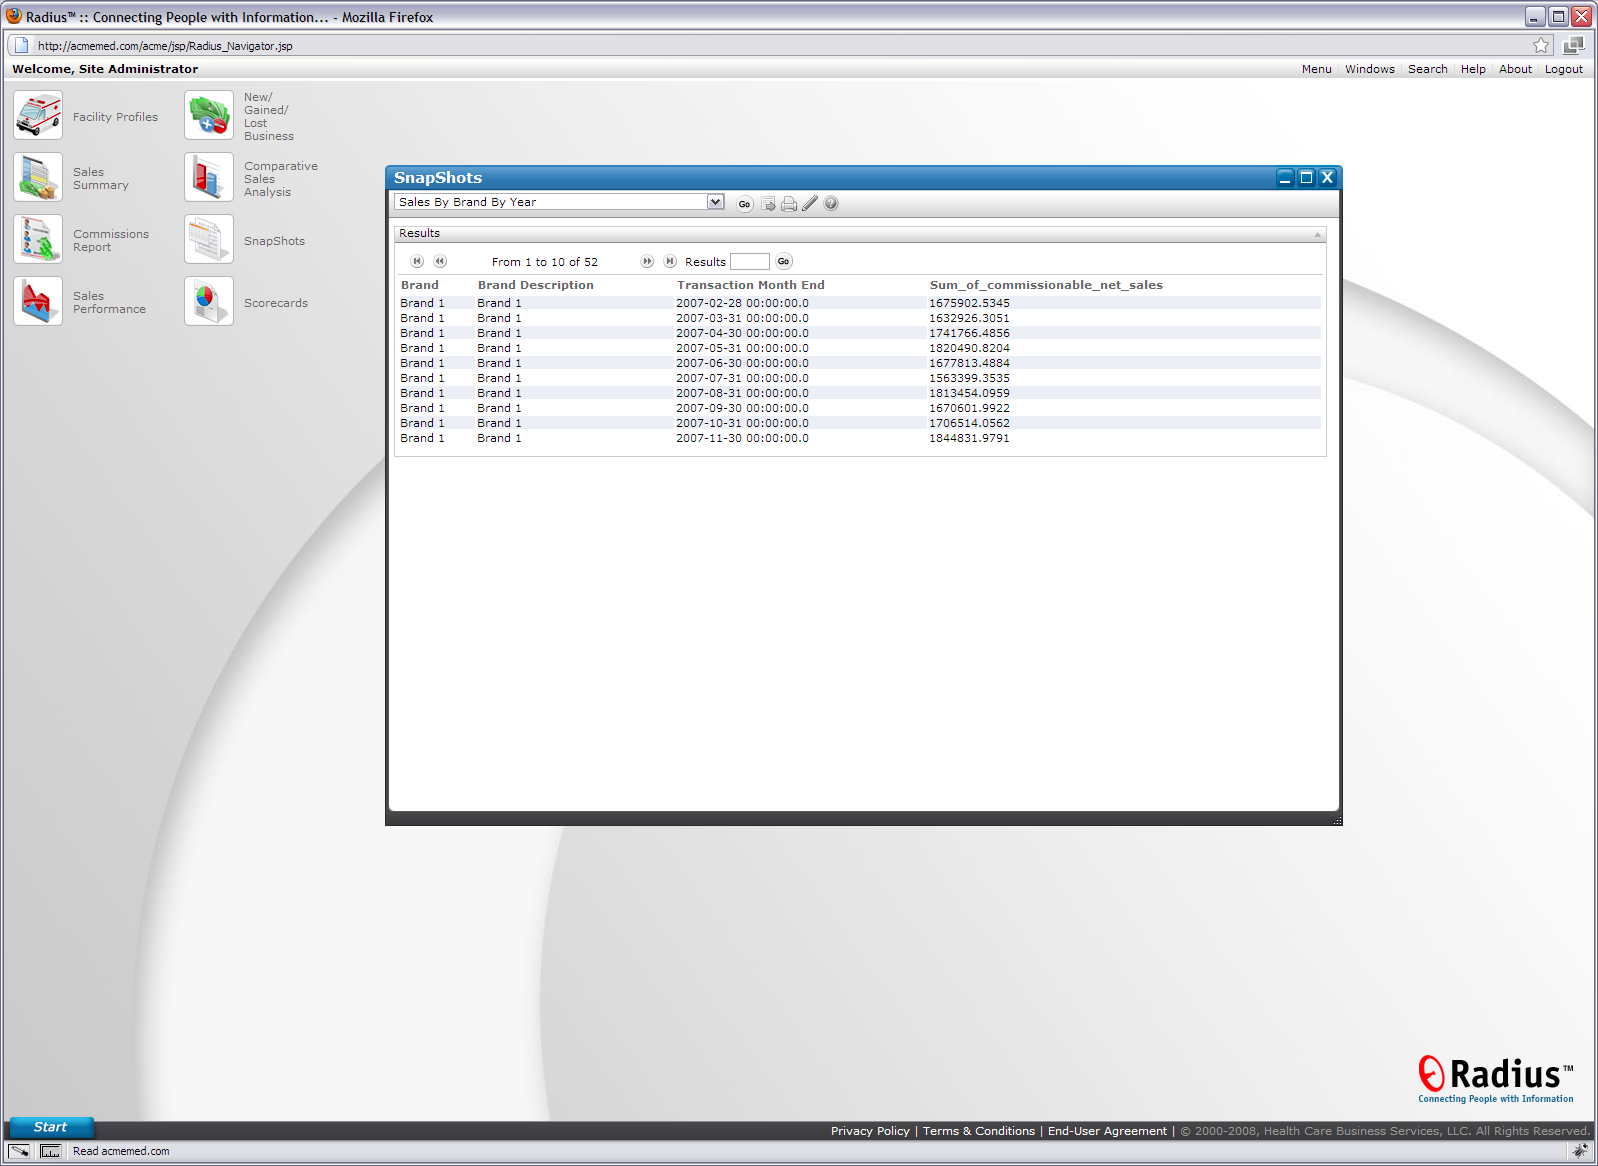 Radius™ :: Connecting People with Information... - Mozilla Firefox
http://acmemed.com/acme/jsp/Radius_Navigator.jsp
Welcome, Site Administrator
Menu Windows Search Help About Logout
Facility Profiles
New/
Gained/
Lost
Business
Sales
Summary
Comparative
Sales
Analysis
Commissions
Report
SnapShots
Sales
Performance
Scorecards
SnapShots
Sales By Brand By Year
Go
Results
From 1 to 10 of 52 Results Go
Brand Brand Description Transaction Month End Sum_of_commissionable_net_sales
Brand 1 Brand 1 2007-02-28 00:00:00.0 1675902.5345
Brand 1 Brand 1 2007-03-31 00:00:00.0 1632926.3051
Brand 1 Brand 1 2007-04-30 00:00:00.0 1741766.4856
Brand 1 Brand 1 2007-05-31 00:00:00.0 1820490.8204
Brand 1 Brand 1 2007-06-30 00:00:00.0 1677813.4884
Brand 1 Brand 1 2007-07-31 00:00:00.0 1563399.3535
Brand 1 Brand 1 2007-08-31 00:00:00.0 1813454.0959
Brand 1 Brand 1 2007-09-30 00:00:00.0 1670601.9922
Brand 1 Brand 1 2007-10-31 00:00:00.0 1706514.0562
Brand 1 Brand 1 2007-11-30 00:00:00.0 1844831.9791
Radius™
Connecting People with Information
Start
Privacy Policy | Terms & Conditions | End-User Agreement | © 2000-2008, Health Care Business Services, LLC. All Rights Reserved.
Read acmemed.com